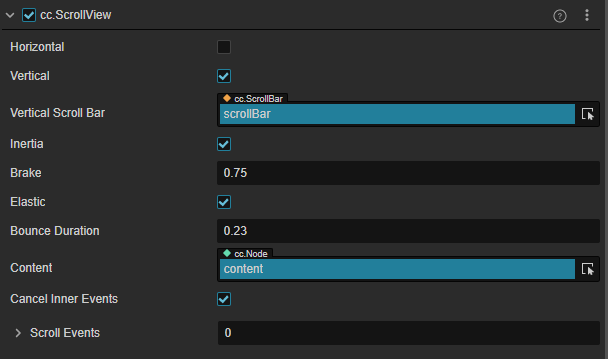 cc.ScrollView
Horizontal
Vertical
cc.ScrollBar
Vertical Scroll Bar scrollBar
Inertia
Brake 0.75
Elastic
Bounce Duration 0.23
cc.Node
Content content
Cancel Inner Events
Scroll Events 0